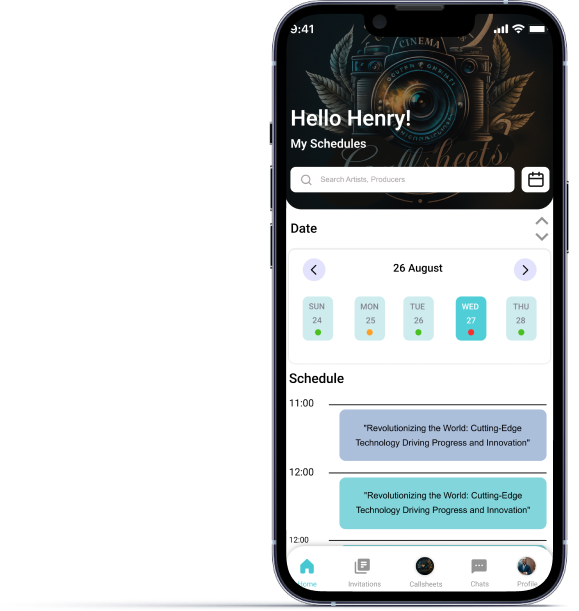 9:41
CINEMA
Hello Henry!
My Schedules
Callsheets
Search Artists, Producers
Date
26 August
SUN MON TUE WED THU
24 25 26 27 28
Schedule
11:00
"Revolutionizing the World: Cutting-Edge
Technology Driving Progress and Innovation"
12:00
"Revolutionizing the World: Cutting-Edge
Technology Driving Progress and Innovation"
12:00
Home Invitations Callsheets Chats Profile